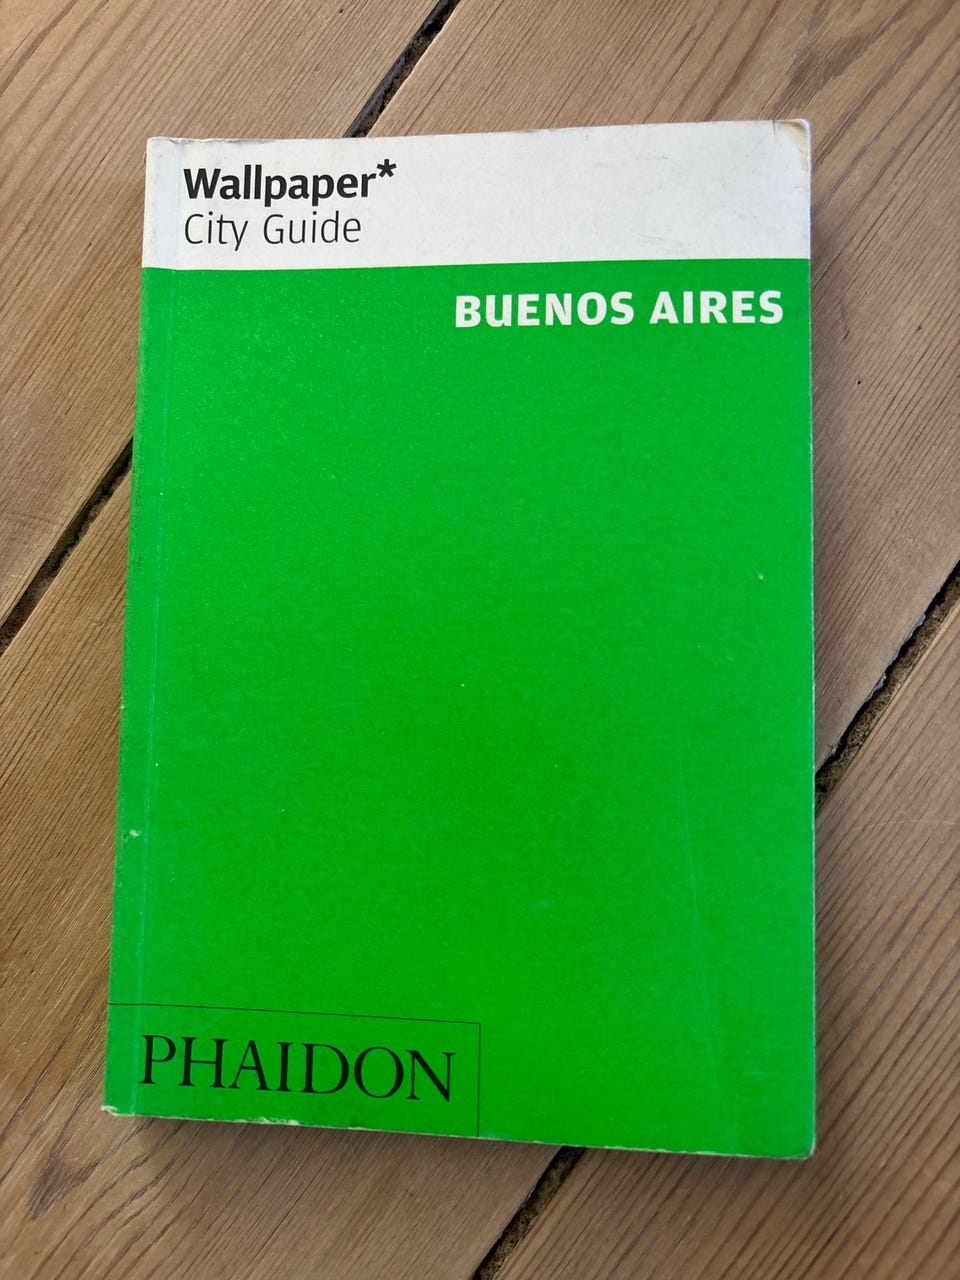 Wallpaper*
City Guide
BUENOS AIRES
PHAIDON